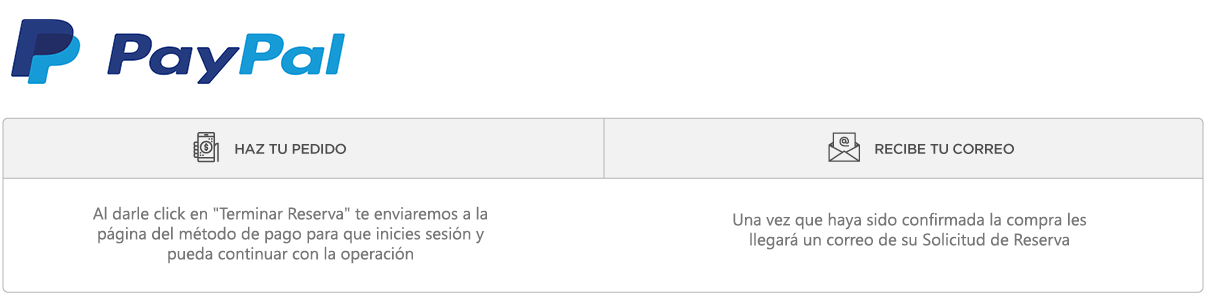 PayPal
HAZ TU PEDIDO
RECIBE TU CORREO
Al darle click en "Terminar Reserva" te enviaremos a la
página del método de pago para que inicies sesión y
pueda continuar con la operación
Una vez que haya sido confirmada la compra les
llegará un correo de su Solicitud de Reserva